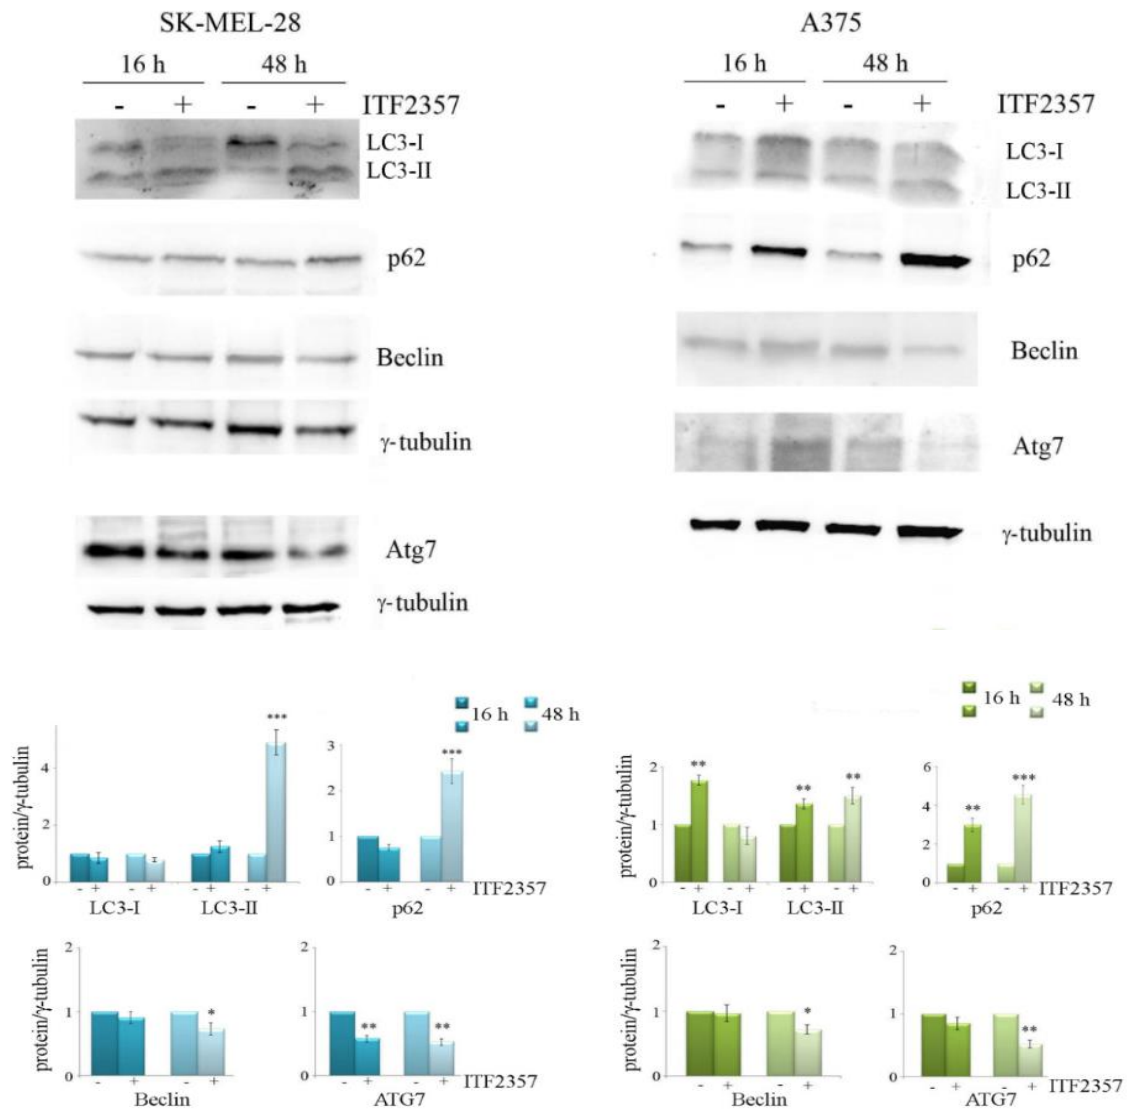 SK-MEL-28
16 h 48 h
- + - + ITF2357
LC3-I
LC3-II
p62
Beclin
γ-tubulin
Atg7
γ-tubulin
A375
16 h 48 h
- + - + ITF2357
LC3-I
LC3-II
p62
Beclin
Atg7
γ-tubulin
16 h 48 h
protein/γ-tubulin
4
2
0
***
- + - + - + - +
LC3-I LC3-II
3
2
1
0
***
- + - + ITF2357
p62
protein/γ-tubulin
2
1
0
*
- + - +
Beclin
2
1
0
** **
- + - + ITF2357
ATG7
16 h 48 h
protein/γ-tubulin
2
1
0
** ** **
- + - + - + - +
LC3-I LC3-II
6
4
2
0
** ***
- + - + ITF2357
p62
protein/γ-tubulin
2
1
0
*
- + - +
Beclin
2
1
0
**
- + - + ITF2357
ATG7